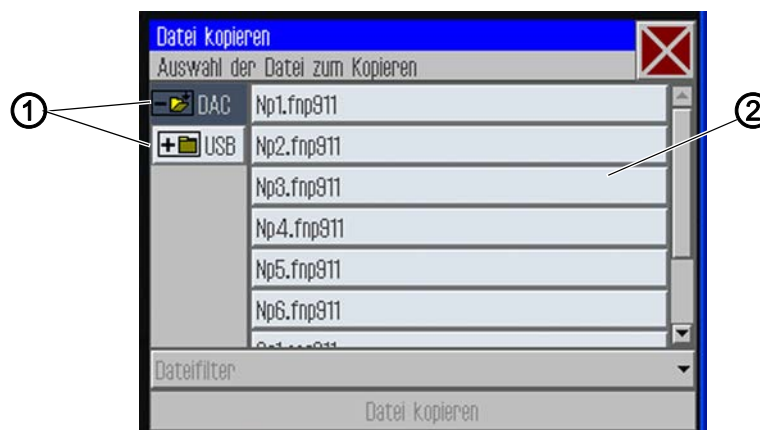 Datei kopieren
Auswahl der Datei zum Kopieren
1
DAC
Np1.fnp911
2
USB
Np2.fnp911
Np3.fnp911
Np4.fnp911
Np5.fnp911
Np6.fnp911
Dateifilter
Datei kopieren